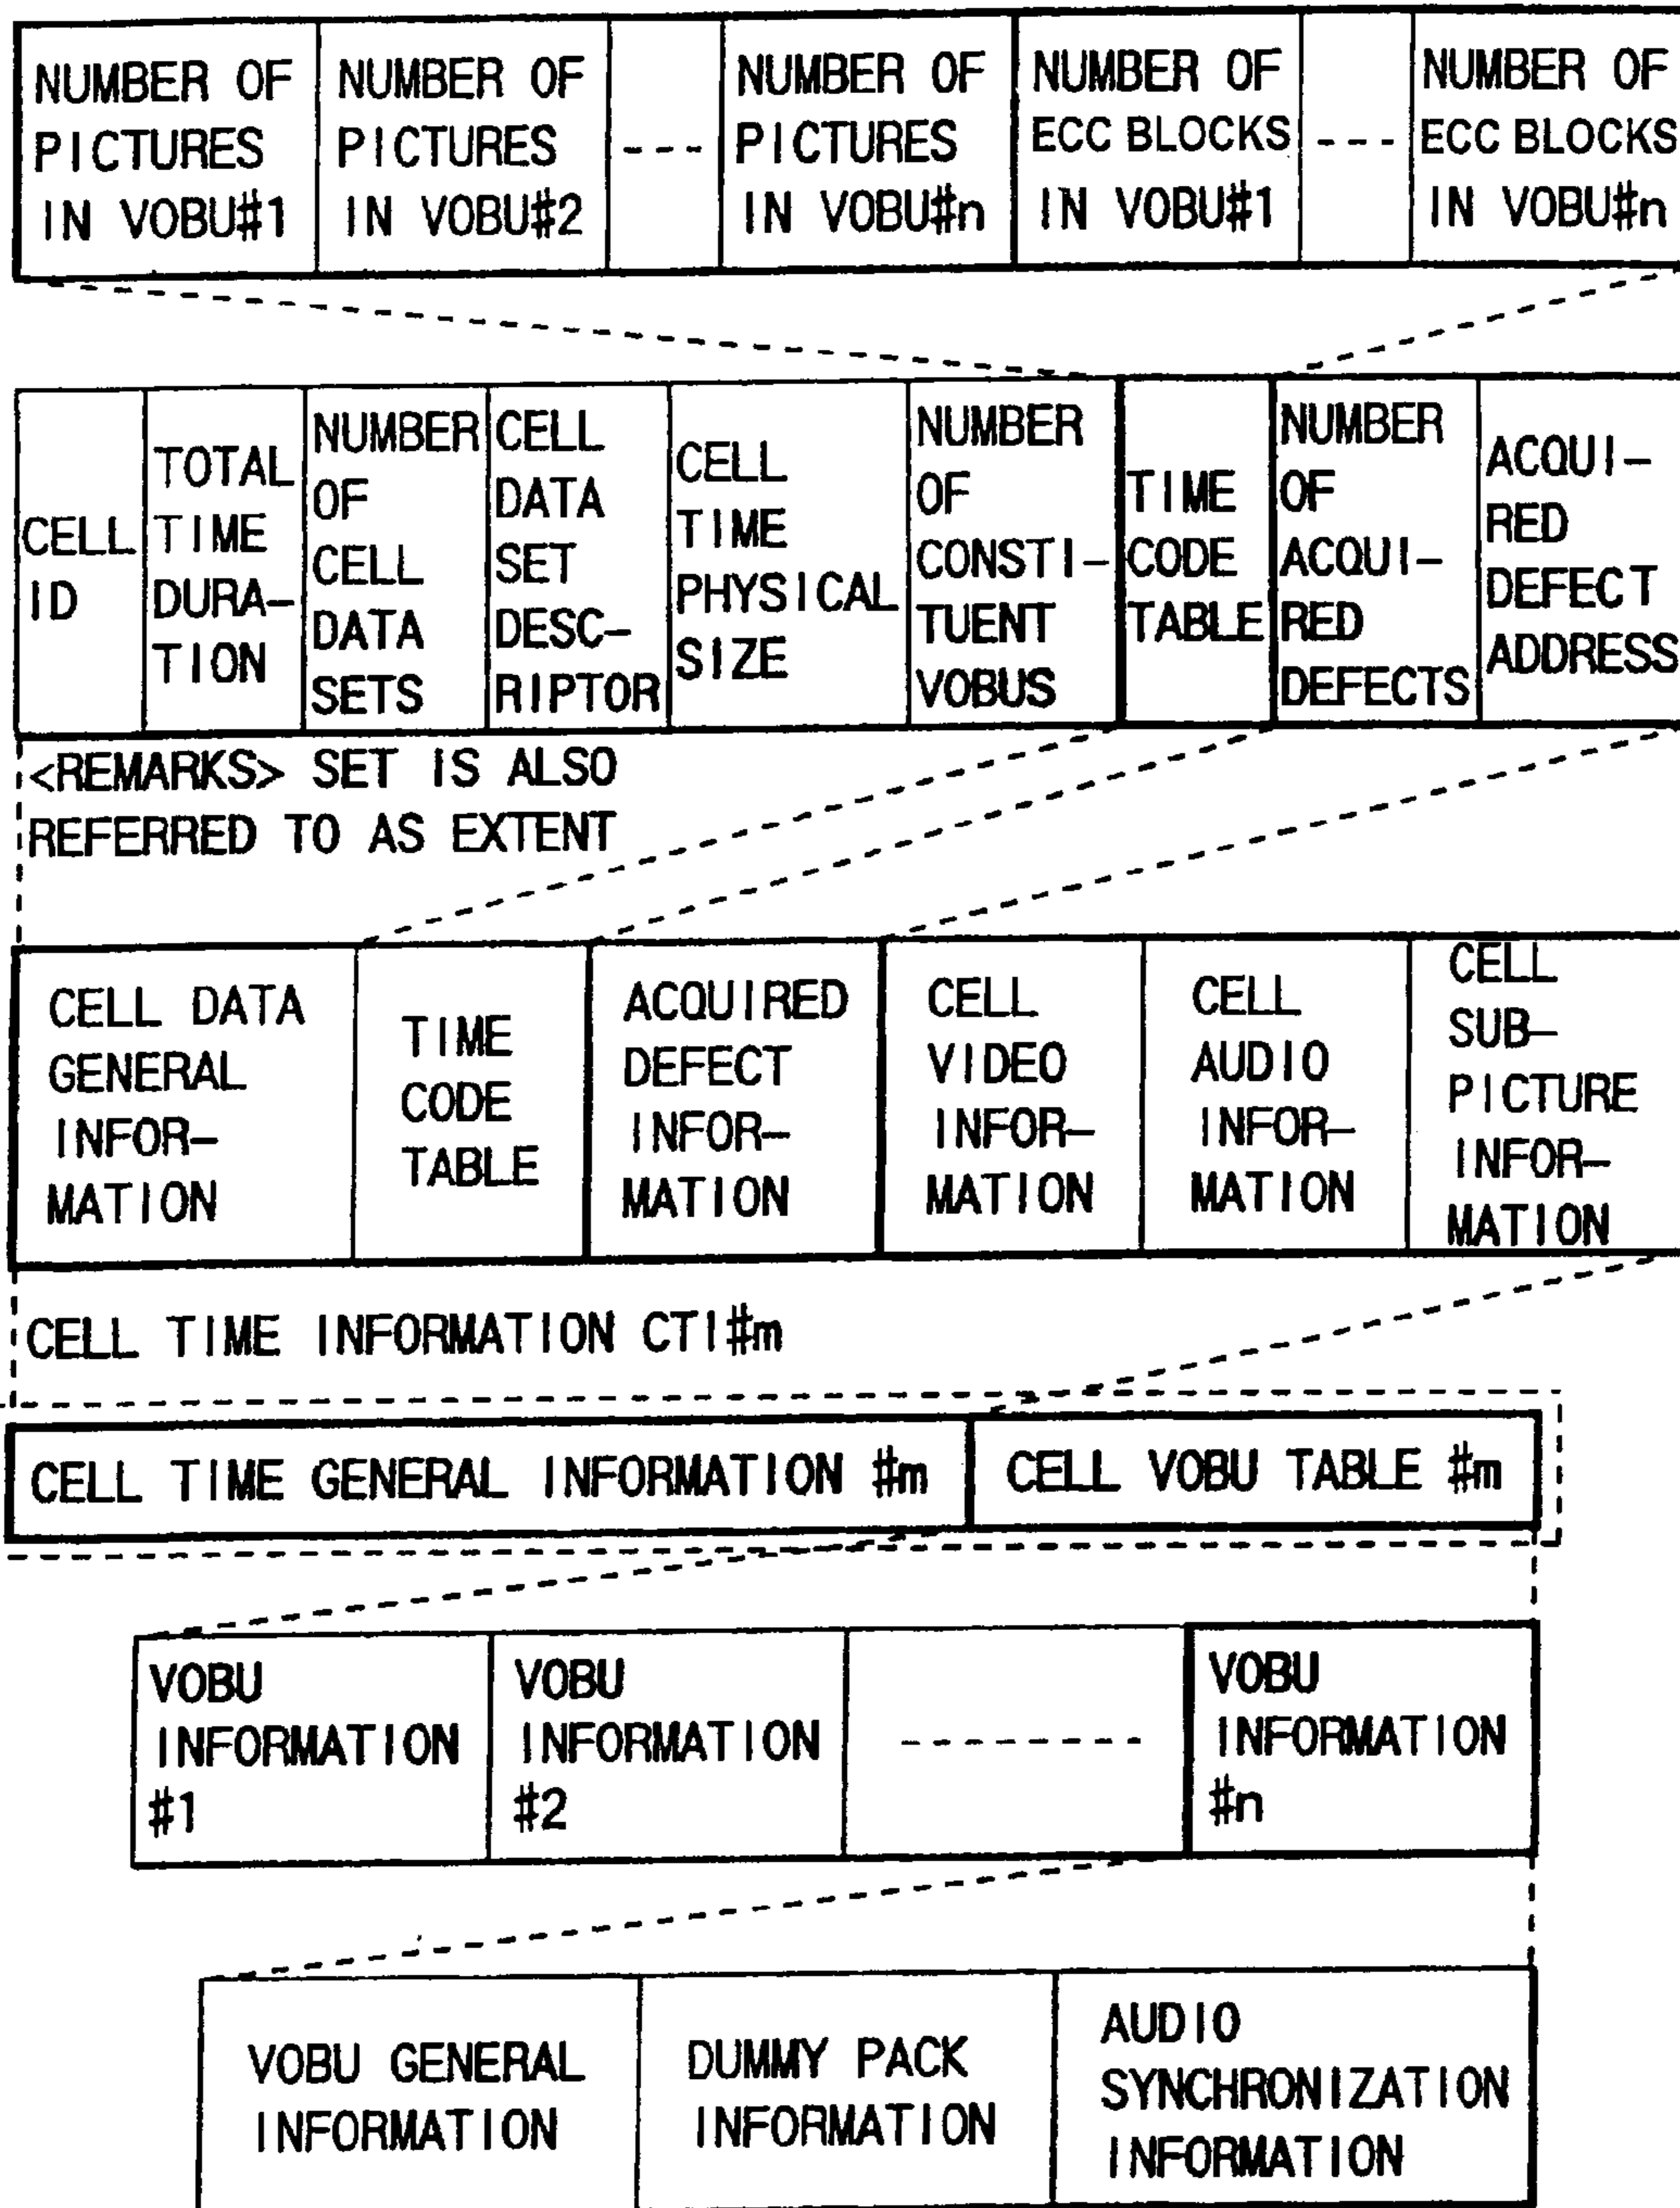 NUMBER OF
PICTURES
IN VOBU#1
NUMBER OF
PICTURES
IN VOBU#2
---
NUMBER OF
PICTURES
IN VOBU#n
NUMBER OF
ECC BLOCKS
IN VOBU#1
---
NUMBER OF
ECC BLOCKS
IN VOBU#n
CELL
ID
TOTAL
TIME
DURA-
TION
NUMBER
OF
CELL
DATA
SETS
CELL
DATA
SET
DESC-
RIPTOR
CELL
TIME
PHYSICAL
SIZE
NUMBER
OF
CONSTI-
TUENT
VOBUS
TIME
CODE
TABLE
NUMBER
OF
ACQUI-
RED
DEFECTS
ACQUI-
RED
DEFECT
ADDRESS
<REMARKS> SET IS ALSO
REFERRED TO AS EXTENT
CELL DATA
GENERAL
INFOR-
MATION
TIME
CODE
TABLE
ACQUIRED
DEFECT
INFOR-
MATION
CELL
VIDEO
INFOR-
MATION
CELL
AUDIO
INFOR-
MATION
CELL
SUB-
PICTURE
INFOR-
MATION
CELL TIME INFORMATION CTI#m
CELL TIME GENERAL INFORMATION #m
CELL VOBU TABLE #m
VOBU
INFORMATION
#1
VOBU
INFORMATION
#2
---------
VOBU
INFORMATION
#n
VOBU GENERAL
INFORMATION
DUMMY PACK
INFORMATION
AUDIO
SYNCHRONIZATION
INFORMATION